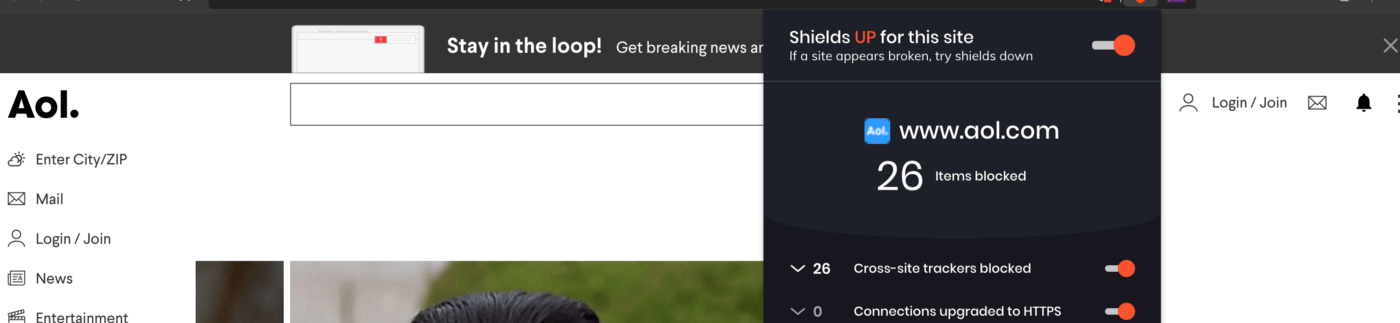 Stay in the loop! Get breaking news ar
Shields UP for this site
If a site appears broken, try shields down
Aol.
Login / Join
Aol. www.aol.com
26 Items blocked
Enter City/ZIP
Mail
Login / Join
News
Entertainment
26 Cross-site trackers blocked
0 Connections upgraded to HTTPS